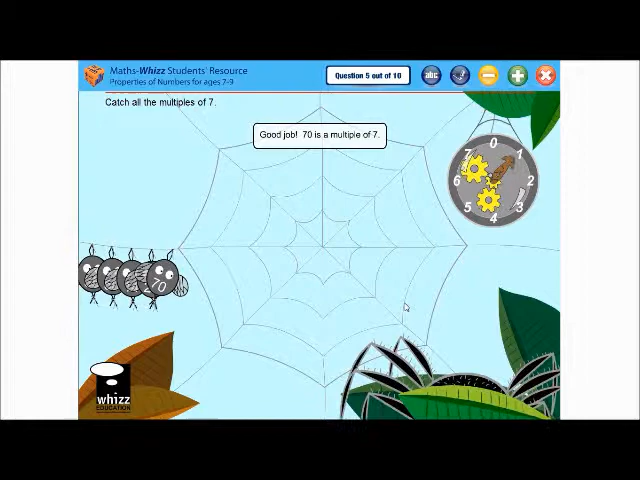 Maths-Whizz Students' Resource
Properties of Numbers for ages 7-9
Question 5 out of 10
abc
Catch all the multiples of 7.
Good job! 70 is a multiple of 7.
0
1
2
3
4
5
6
7
70
whizz
EDUCATION